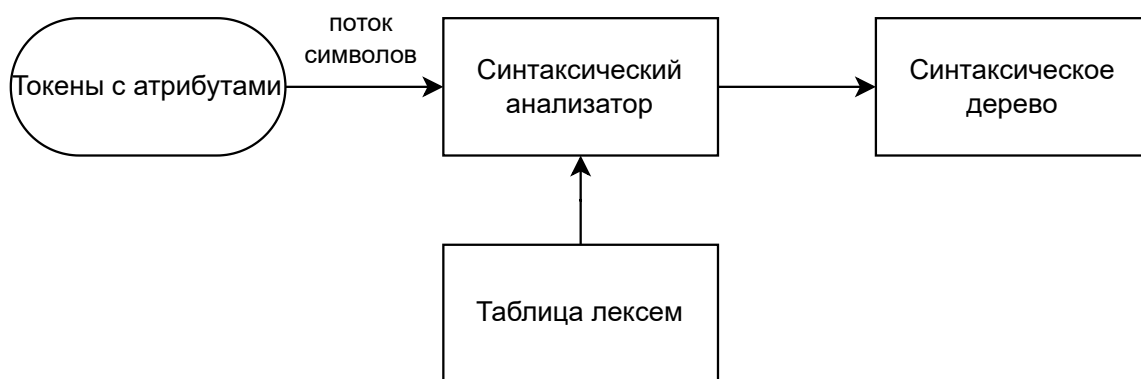 поток
символов
Токены с атрибутами
Синтаксический
анализатор
Синтаксическое
дерево
Таблица лексем